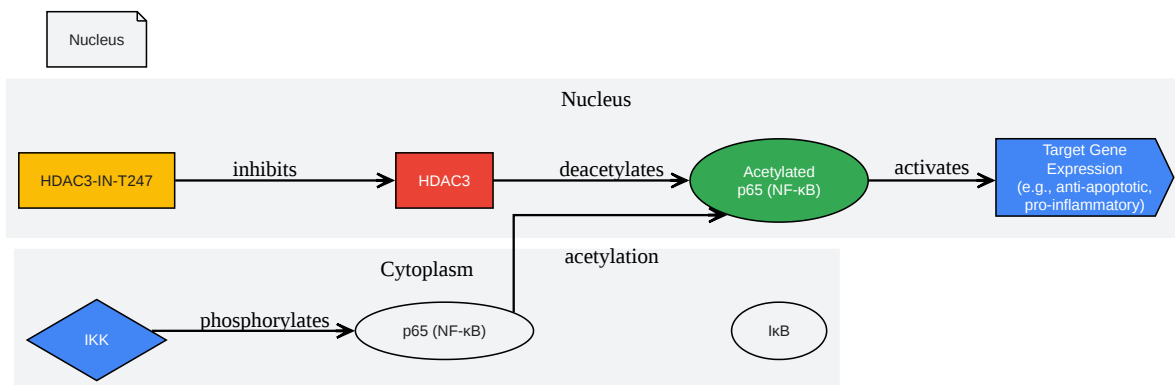 Nucleus
Nucleus
HDAC3-IN-T247
inhibits
HDAC3
deacetylates
Acetylated
p65 (NF-κB)
activates
Target Gene
Expression
(e.g., anti-apoptotic,
pro-inflammatory)
acetylation
Cytoplasm
IKK
phosphorylates
p65 (NF-κB)
IκB